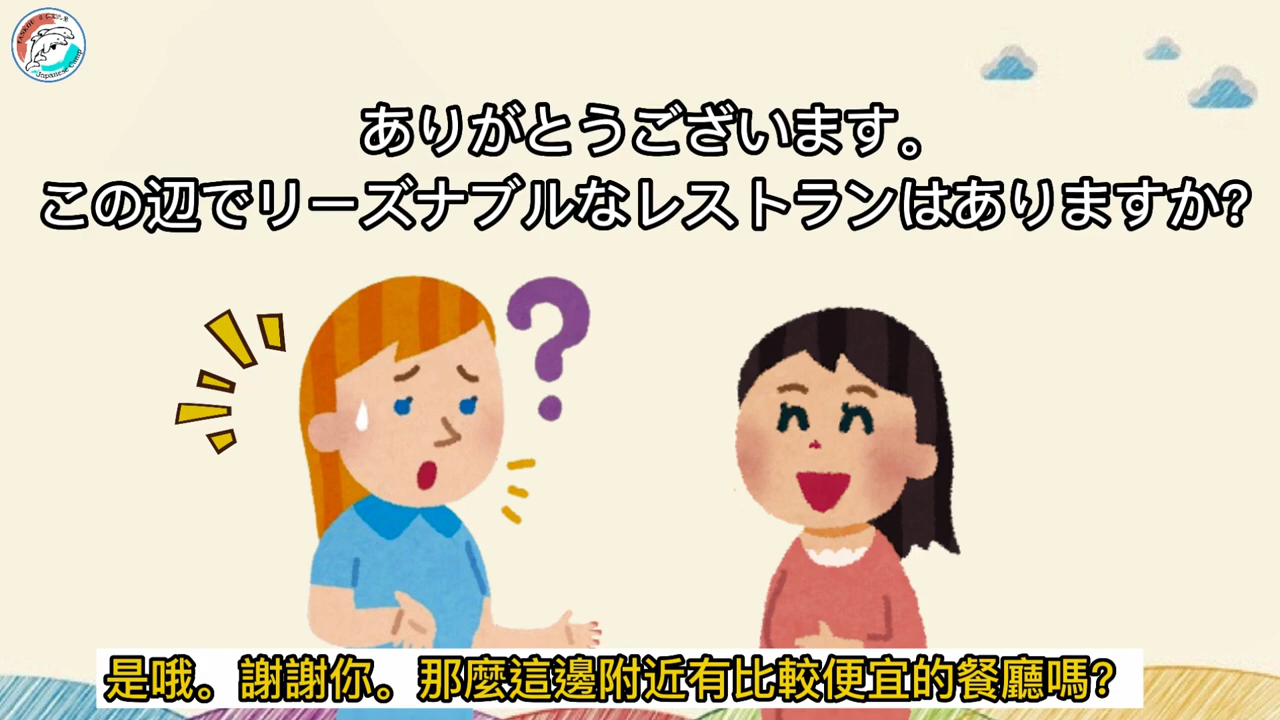 ありがとうございます。
この辺でリーズナブルなレストランはありますか?
是哦。謝謝你。那麼這邊附近有比較便宜的餐廳嗎?